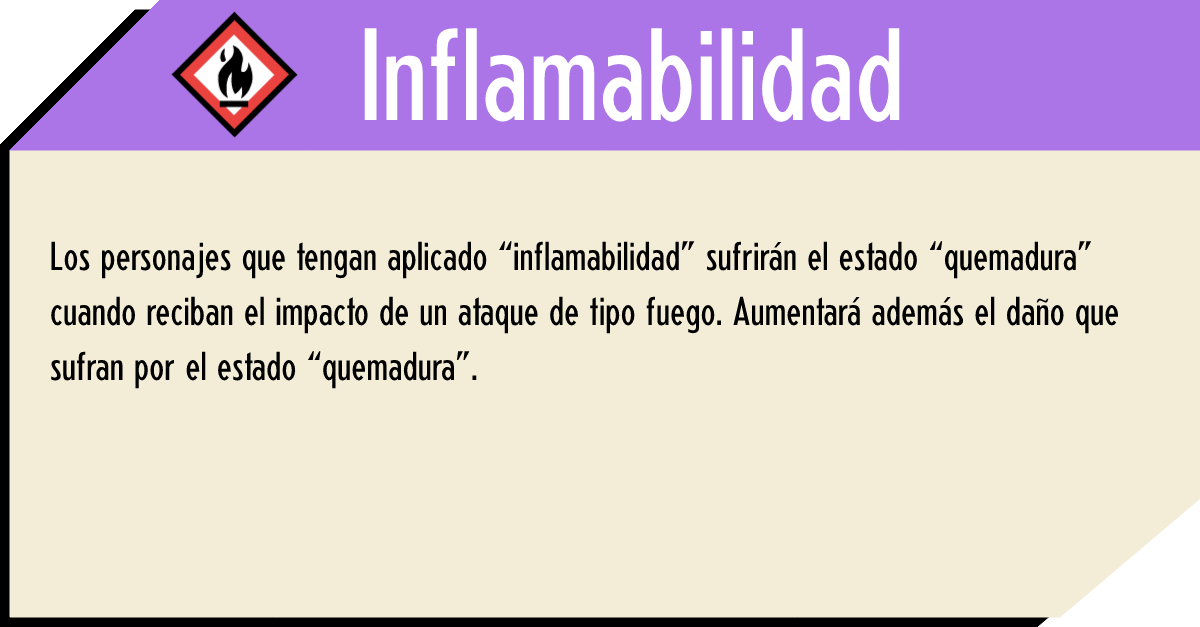 Inflamabilidad
Los personajes que tengan aplicado “inflamabilidad” sufrirán el estado “quemadura”
cuando reciban el impacto de un ataque de tipo fuego. Aumentará además el daño que
sufran por el estado “quemadura”.